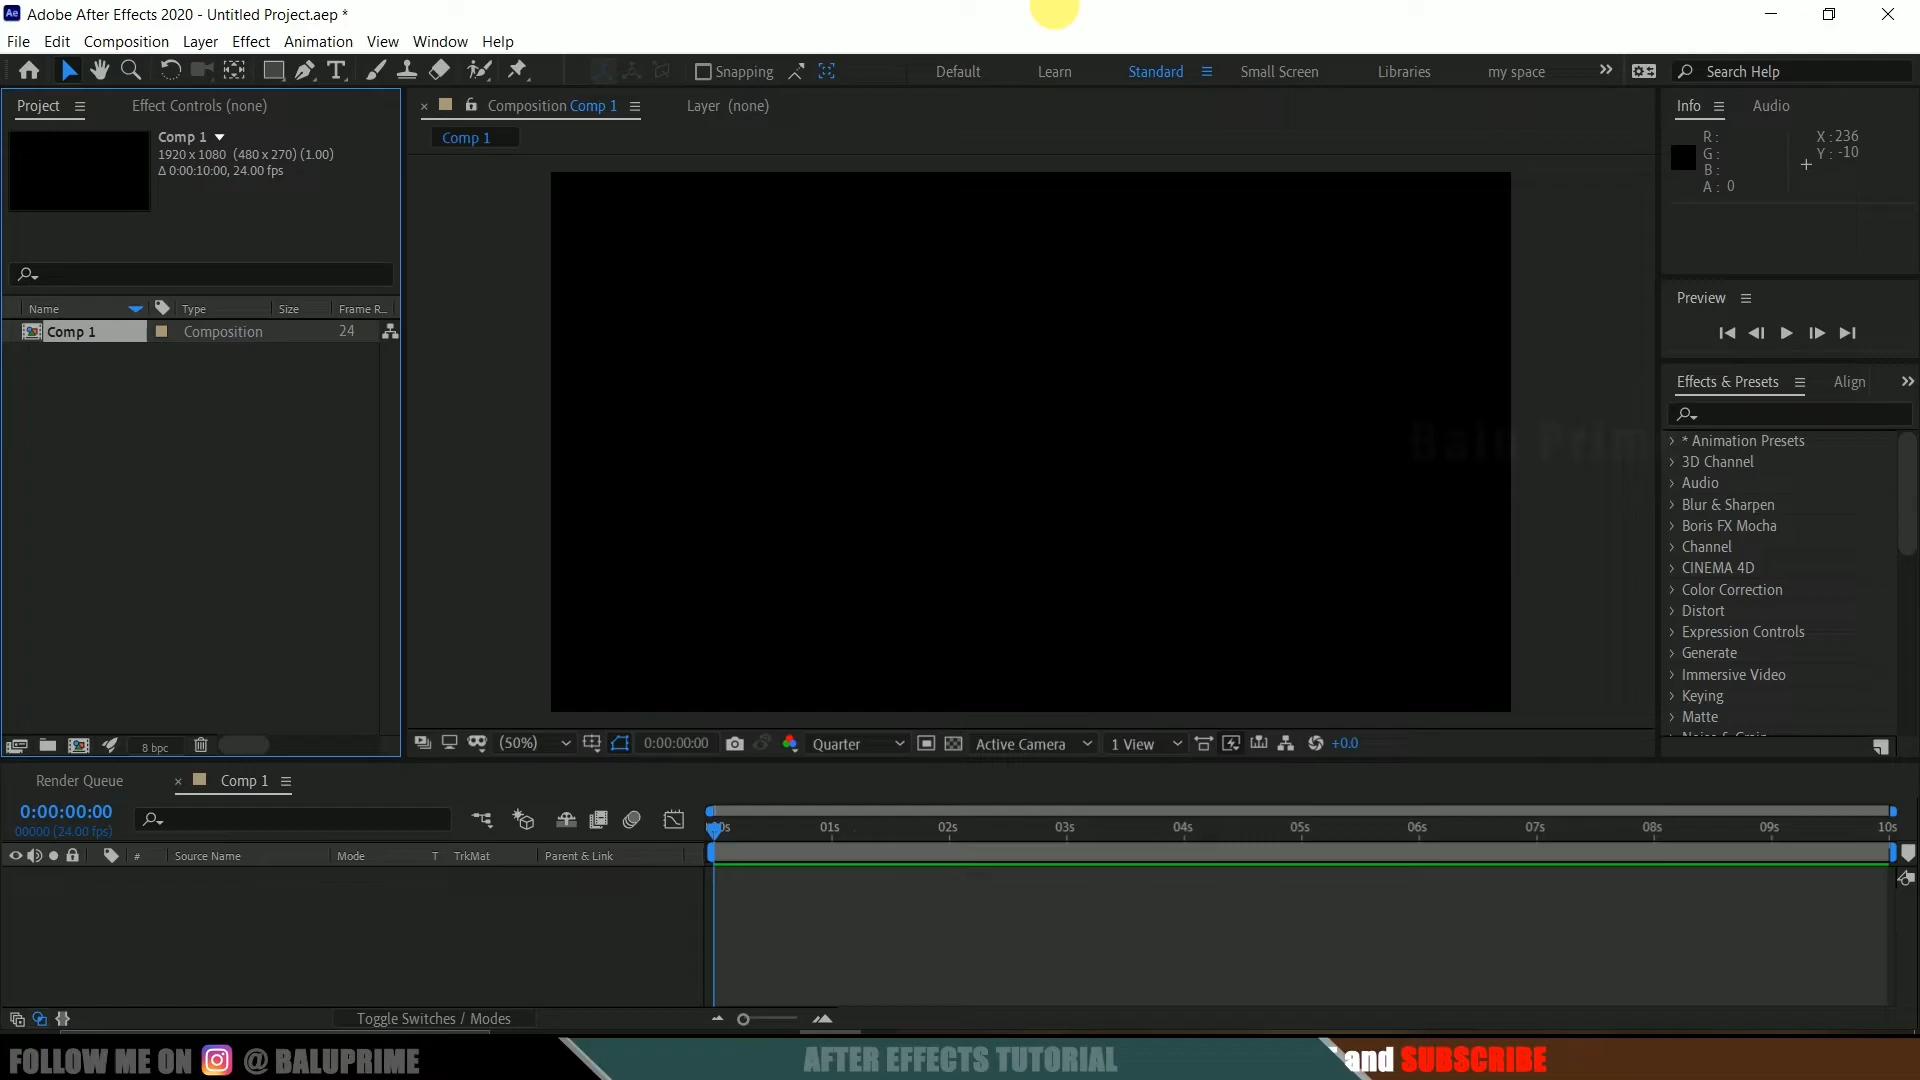 Adobe After Effects 2020 - Untitled Project.aep *
File Edit Composition Layer Effect Animation View Window Help
Snapping Default Learn Standard Small Screen Libraries my space Search Help
Project Effect Controls (none) Composition Comp 1 Layer (none) Info Audio
Comp 1
1920 x 1080 (480 x 270) (1.00)
Δ 0:00:10:00, 24.00 fps
Comp 1
R :
G :
B :
A : 0
X : 236
Y : -10
Name Type Size Frame R...
Comp 1 Composition 24
Preview
Effects & Presets Align
* Animation Presets
3D Channel
Audio
Blur & Sharpen
Boris FX Mocha
Channel
CINEMA 4D
Color Correction
Distort
Expression Controls
Generate
Immersive Video
Keying
Matte
Noise & Grain
8 bpc (50%) 0:00:00:00 Quarter Active Camera 1 View +0.0
Render Queue Comp 1
0:00:00:00
00000 (24.00 fps)
00s 01s 02s 03s 04s 05s 06s 07s 08s 09s 10s
# Source Name Mode T TrkMat Parent & Link
Toggle Switches / Modes
FOLLOW ME ON @ BALUPRIME AFTER EFFECTS TUTORIAL and SUBSCRIBE